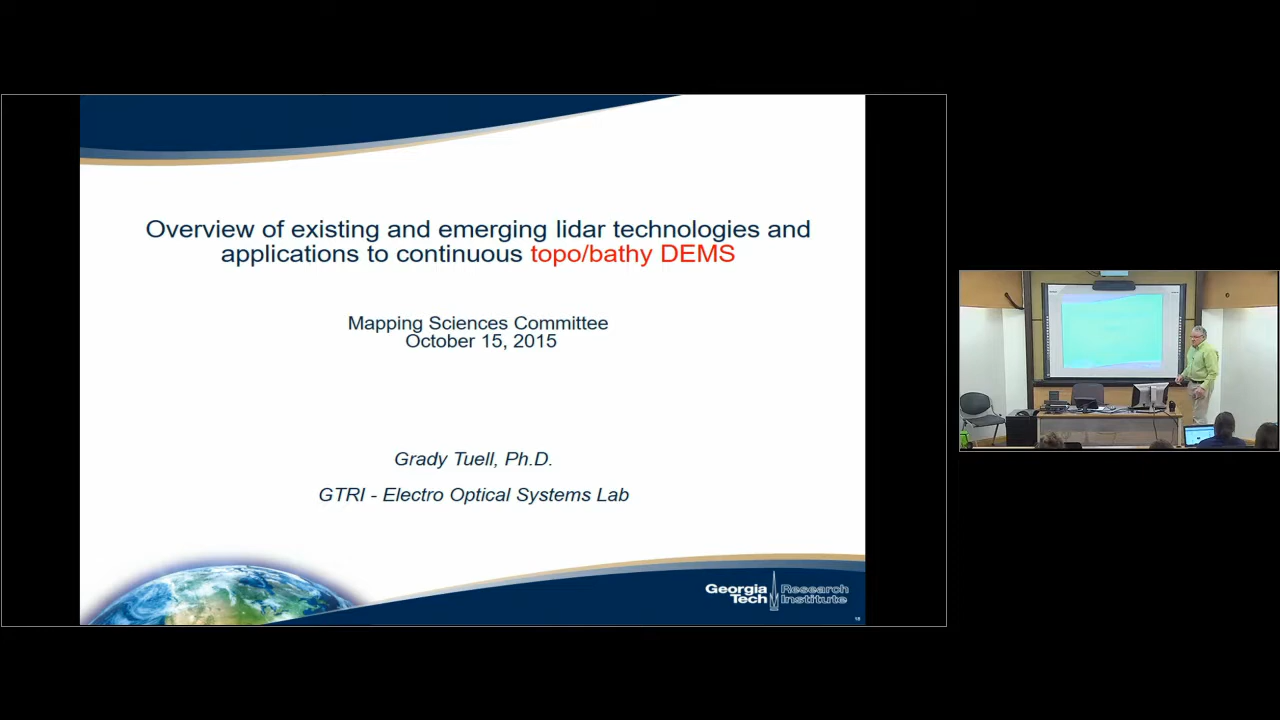 Overview of existing and emerging lidar technologies and
applications to continuous topo/bathy DEMS
Mapping Sciences Committee
October 15, 2015
Grady Tuell, Ph.D.
GTRI - Electro Optical Systems Lab
Georgia Tech
Research Institute